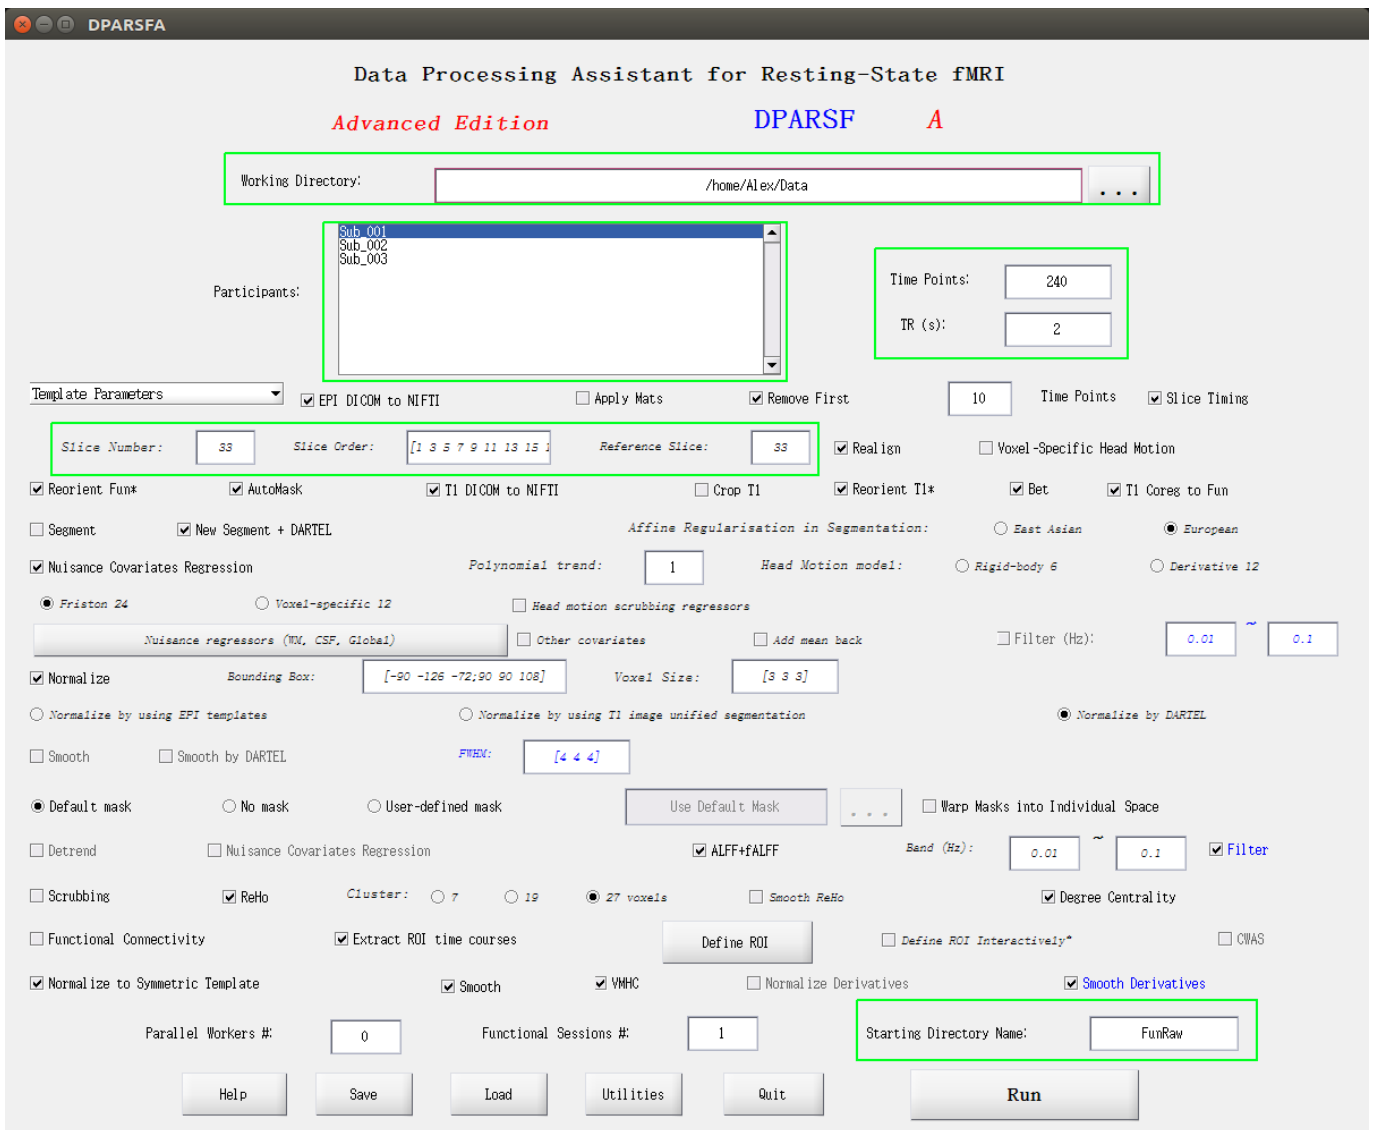 DPARSFA
Data Processing Assistant for Resting-State fMRI
Advanced Edition DPARSF A
Working Directory: /home/Alex/Data ...
Participants:
Sub_001
Sub_002
Sub_003
Time Points: 240
TR (s): 2
Template Parameters EPI DICOM to NIFTI Apply Mats Remove First 10 Time Points Slice Timing
Slice Number: 33 Slice Order: [1 3 5 7 9 11 13 15 1 Reference Slice: 33 Realign Voxel-Specific Head Motion
Reorient Fun* AutoMask T1 DICOM to NIFTI Crop T1 Reorient T1* Bet T1 Coreg to Fun
Segment New Segment + DARTEL Affine Regularisation in Segmentation: East Asian European
Nuisance Covariates Regression Polynomial trend: 1 Head Motion model: Rigid-body 6 Derivative 12
Friston 24 Voxel-specific 12 Head motion scrubbing regressors
Nuisance regressors (WM, CSF, Global) Other covariates Add mean back Filter (Hz): 0.01 ~ 0.1
Normalize Bounding Box: [-90 -126 -72;90 90 108] Voxel Size: [3 3 3]
Normalize by using EPI templates Normalize by using T1 image unified segmentation Normalize by DARTEL
Smooth Smooth by DARTEL FWHM: [4 4 4]
Default mask No mask User-defined mask Use Default Mask ... Warp Masks into Individual Space
Detrend Nuisance Covariates Regression ALFF+fALFF Band (Hz): 0.01 ~ 0.1 Filter
Scrubbing ReHo Cluster: 7 19 27 voxels Smooth ReHo Degree Centrality
Functional Connectivity Extract ROI time courses Define ROI Define ROI Interactively* CWAS
Normalize to Symmetric Template Smooth VMHC Normalize Derivatives Smooth Derivatives
Parallel Workers #: 0 Functional Sessions #: 1 Starting Directory Name: FunRaw
Help Save Load Utilities Quit Run